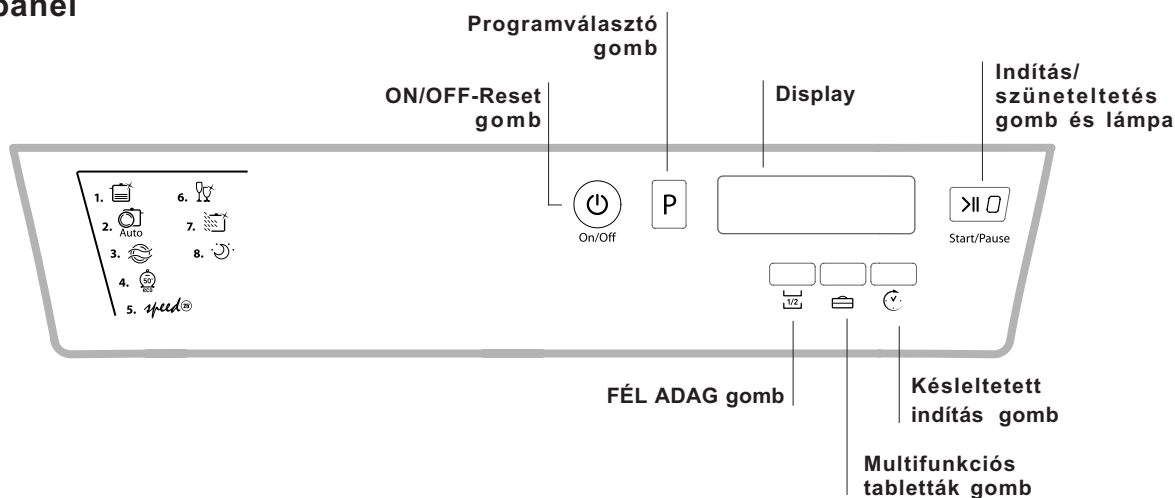 panel
Programválasztó
gomb
ON/OFF-Reset
gomb
Display
Indítás/
szüneteltetés
gomb és lámpa
1.
2. Auto
3.
4. 50° eco
5. speed 25'
6.
7.
8.
On/Off
P
Start/Pause
1/2
FÉL ADAG gomb
Késleltetett
indítás gomb
Multifunkciós
tabletták gomb